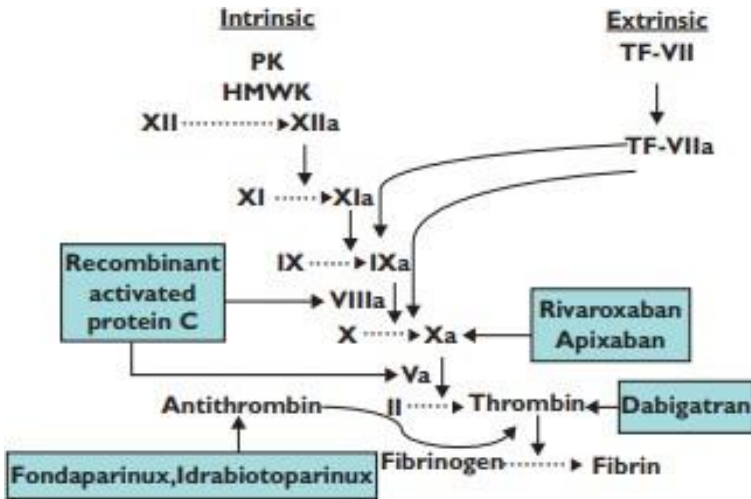 Intrinsic
Extrinsic
PK
TF-VII
HMWK
XII XIIa
TF-VIIa
XI XIa
IX IXa
Recombinant
activated
protein C
VIIIa
Rivaroxaban
Apixaban
X Xa
Va
Antithrombin
II Thrombin
Dabigatran
Fibrinogen Fibrin
Fondaparinux,Idrabiotoparinux